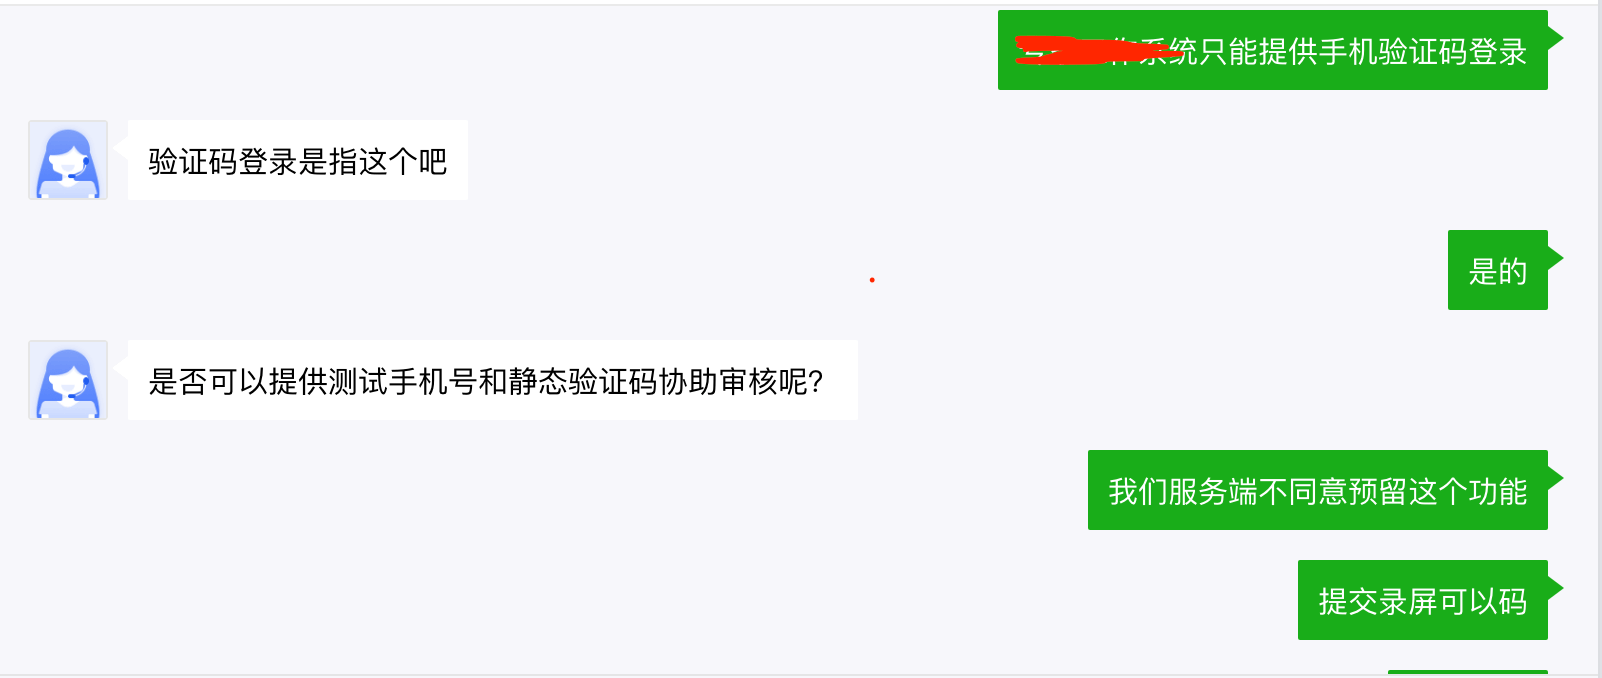 系统只能提供手机验证码登录
验证码登录是指这个吧
是的
是否可以提供测试手机号和静态验证码协助审核呢?
我们服务端不同意预留这个功能
提交录屏可以码